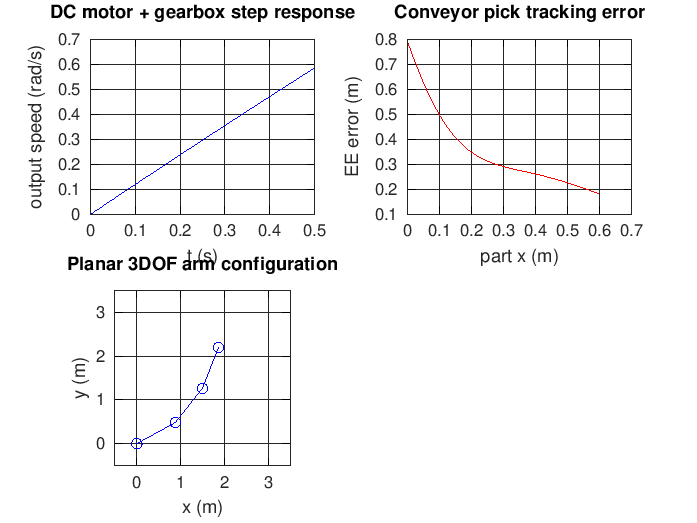 DC motor + gearbox step response
output speed (rad/s)
0.7
0.6
0.5
0.4
0.3
0.2
0.1
0
0 0.1 0.2 0.3 0.4 0.5
t (s)
Conveyor pick tracking error
EE error (m)
0.8
0.7
0.6
0.5
0.4
0.3
0.2
0.1
0 0.1 0.2 0.3 0.4 0.5 0.6 0.7
part x (m)
Planar 3DOF arm configuration
y (m)
3
2
1
0
0 1 2 3
x (m)